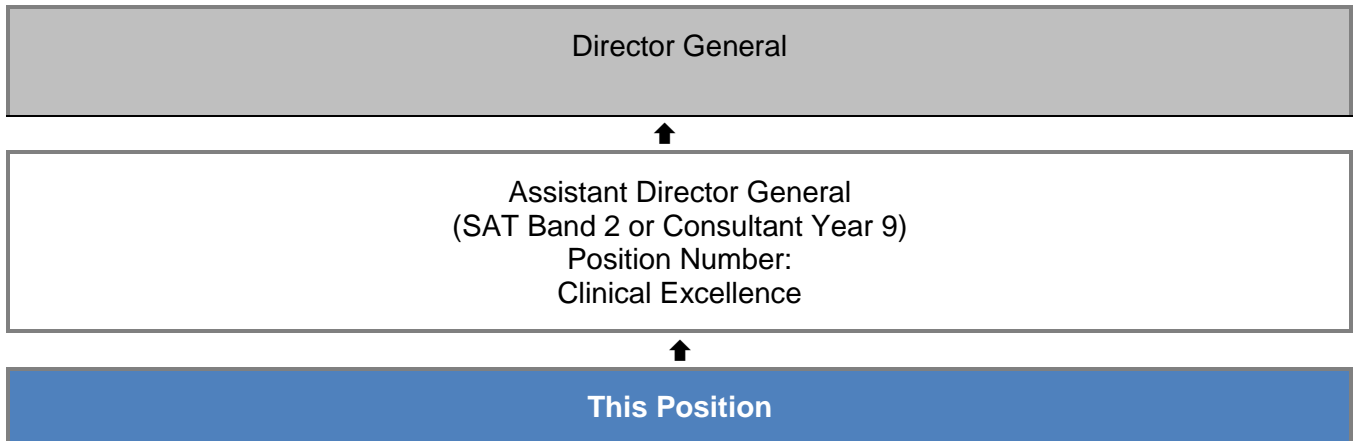 Director General
Assistant Director General
(SAT Band 2 or Consultant Year 9)
Position Number:
Clinical Excellence
This Position